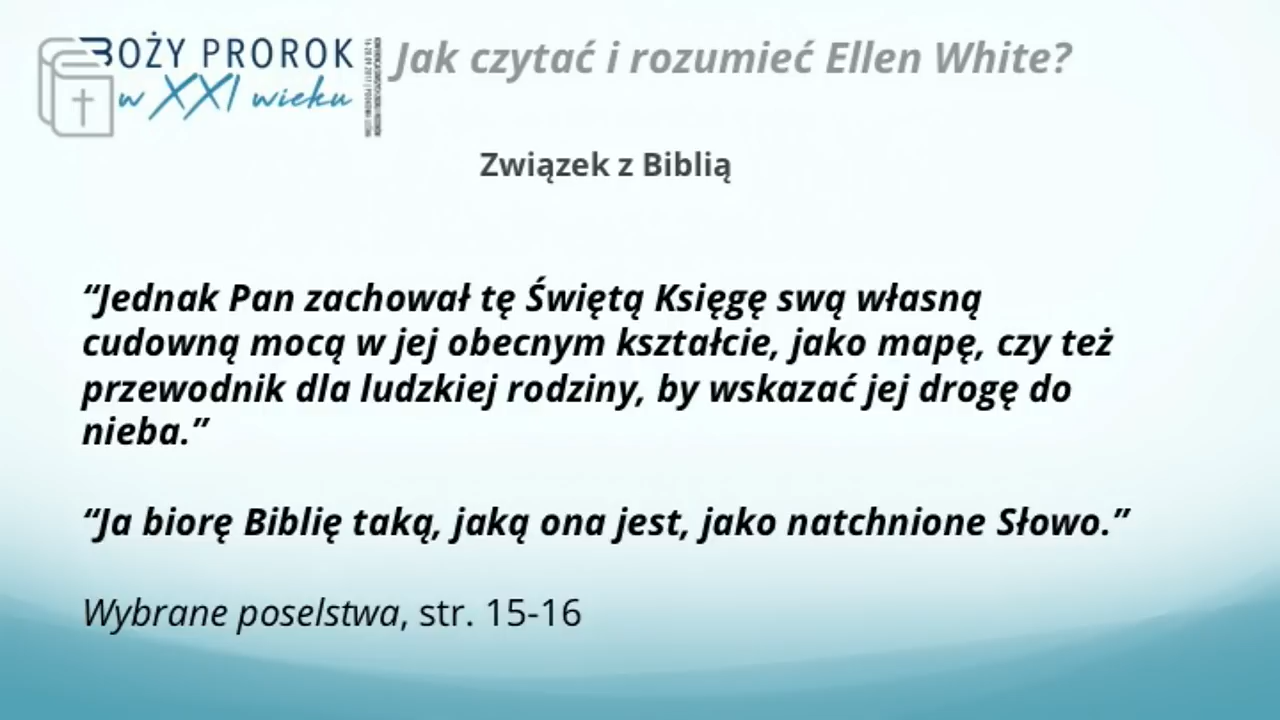 BOŻY PROROK
w XXI wieku
Jak czytać i rozumieć Ellen White?
Związek z Biblią
“Jednak Pan zachował tę Świętą Księgę swą własną
cudowną mocą w jej obecnym kształcie, jako mapę, czy też
przewodnik dla ludzkiej rodziny, by wskazać jej drogę do
nieba.”
“Ja biorę Biblię taką, jaką ona jest, jako natchnione Słowo.”
Wybrane poselstwa, str. 15-16